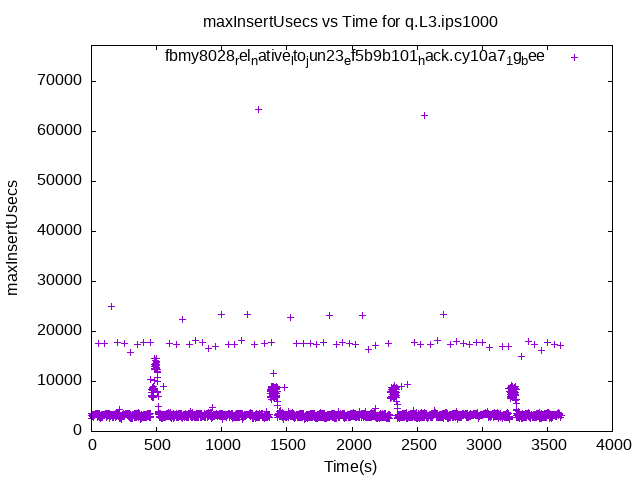 maxInsertUsecs vs Time for q.L3.ips1000
fbmy8028relnativeltojun23ef5b9b101hack.cy10a71gbee
maxInsertUsecs
70000
60000
50000
40000
30000
20000
10000
0
0 500 1000 1500 2000 2500 3000 3500 4000
Time(s)